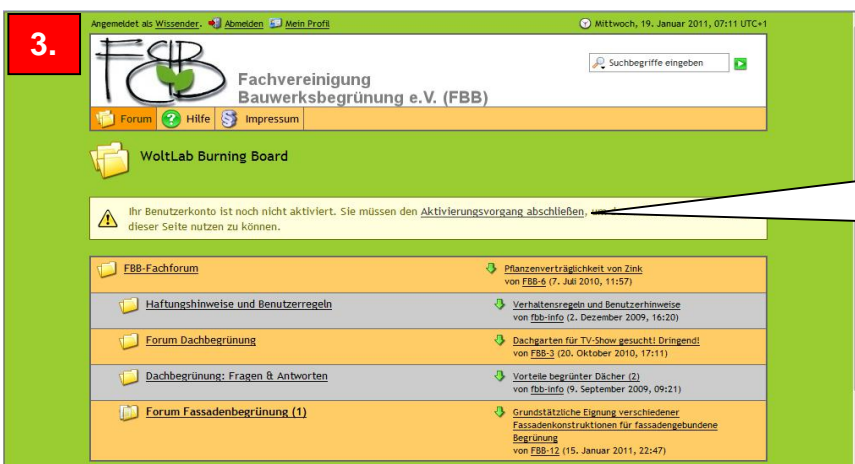 3.
Angemeldet als Wissender. Abmelden Mein Profil
Mittwoch, 19. Januar 2011, 07:11 UTC+1
FBB
Fachvereinigung
Bauwerksbegrünung e.V. (FBB)
Suchbegriffe eingeben
Forum Hilfe Impressum
WoltLab Burning Board
Ihr Benutzerkonto ist noch nicht aktiviert. Sie müssen den Aktivierungsvorgang abschließen,
dieser Seite nutzen zu können.
FBB-Fachforum
Pflanzenverträglichkeit von Zink
von FBB-6 (7. Juli 2010, 11:57)
Haftungshinweise und Benutzerregeln
Verhaltensregeln und Benutzerhinweise
von fbb-info (2. Dezember 2009, 16:20)
Forum Dachbegrünung
Dachgarten für TV-Show gesucht! Dringend!
von FBB-3 (20. Oktober 2010, 17:11)
Dachbegrünung: Fragen & Antworten
Vorteile begrünter Dächer (2)
von fbb-info (9. September 2009, 09:21)
Forum Fassadenbegrünung (1)
Grundstätzliche Eignung verschiedener
Fassadenkonstruktionen für fassadengebundene
Begrünung
von FBB-12 (15. Januar 2011, 22:47)